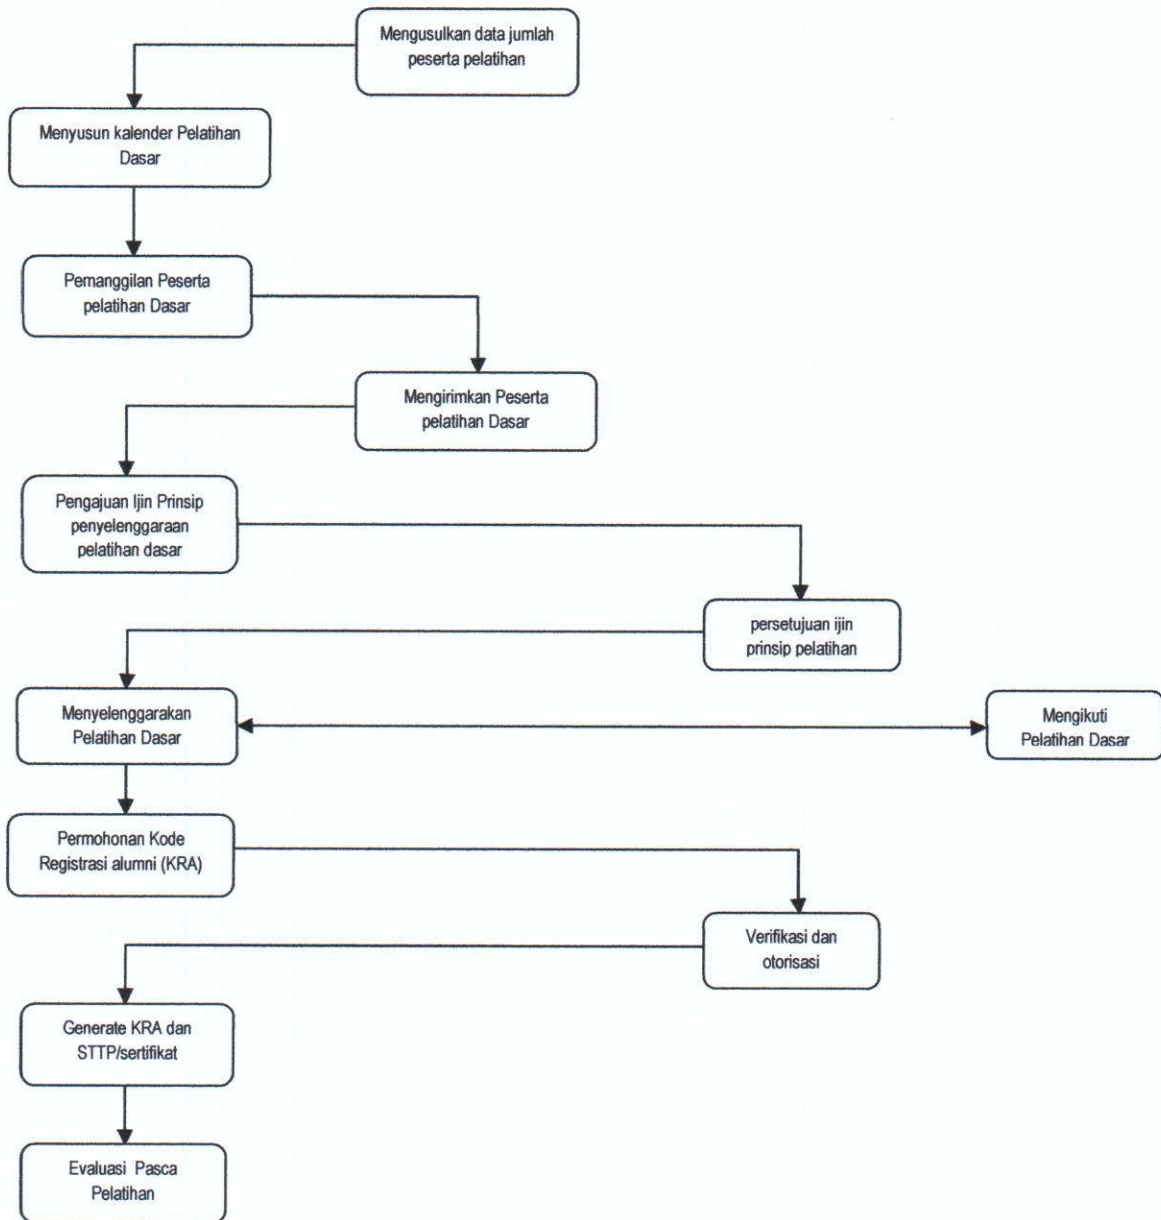 Mengusulkan data jumlah
peserta pelatihan
Menyusun kalender Pelatihan
Dasar
Pemanggilan Peserta
pelatihan Dasar
Mengirimkan Peserta
pelatihan Dasar
Pengajuan Ijin Prinsip
penyelenggaraan
pelatihan dasar
persetujuan ijin
prinsip pelatihan
Menyelenggarakan
Pelatihan Dasar
Mengikuti
Pelatihan Dasar
Permohonan Kode
Registrasi alumni (KRA)
Verifikasi dan
otorisasi
Generate KRA dan
STTP/sertifikat
Evaluasi Pasca
Pelatihan